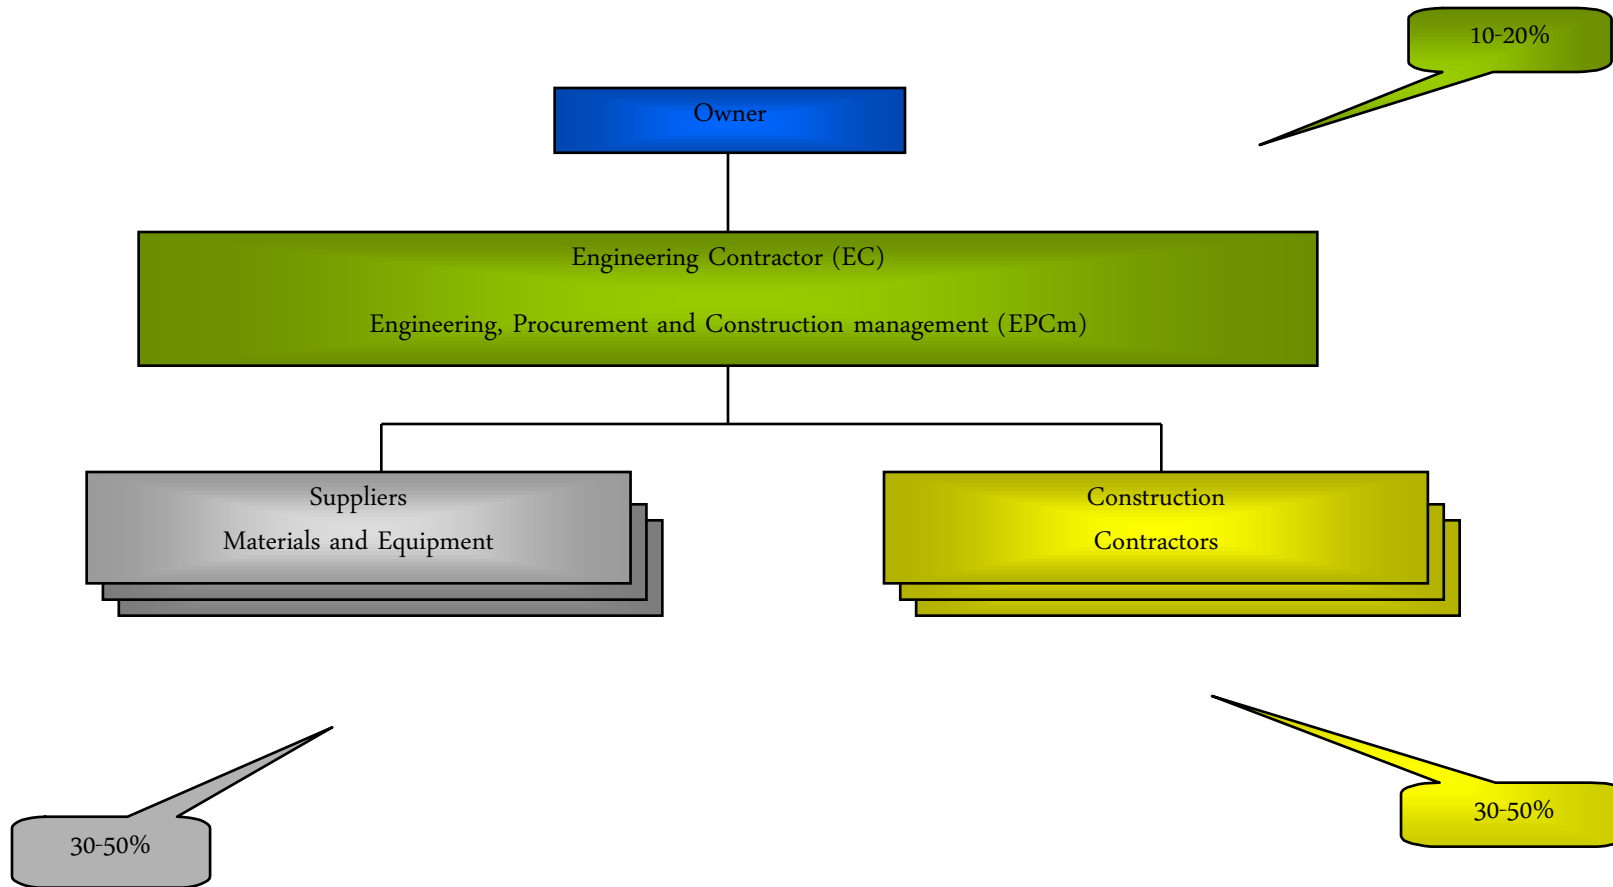 10-20%
Owner
Engineering Contractor (EC)
Engineering, Procurement and Construction management (EPCm)
Suppliers
Materials and Equipment
Construction
Contractors
30-50%
30-50%